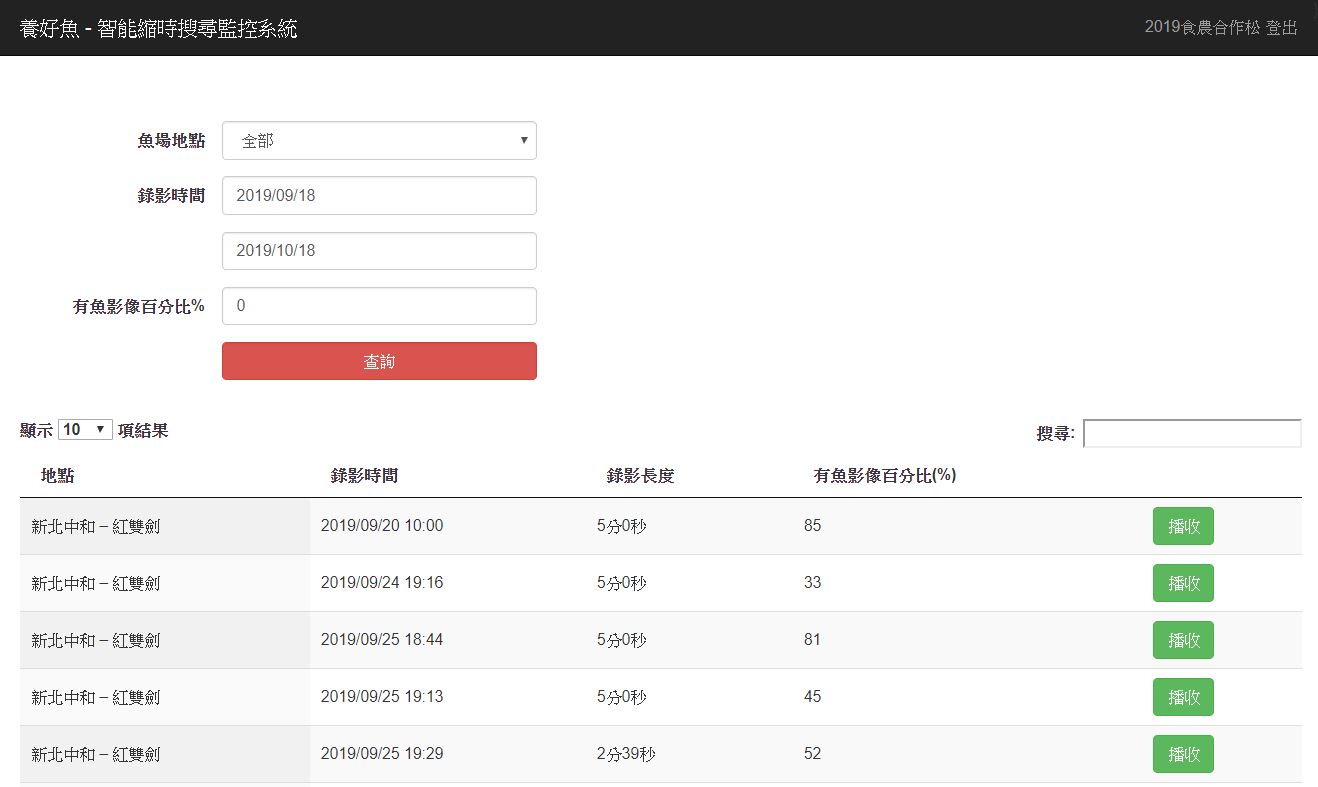 養好魚 - 智能縮時搜尋監控系統
2019食農合作松 登出
魚場地點 全部
錄影時間 2019/09/18
2019/10/18
有魚影像百分比% 0
查詢
顯示 10 項結果
搜尋:
地點 錄影時間 錄影長度 有魚影像百分比(%)
新北中和 – 紅雙劍 2019/09/20 10:00 5分0秒 85 播收
新北中和 – 紅雙劍 2019/09/24 19:16 5分0秒 33 播收
新北中和 – 紅雙劍 2019/09/25 18:44 5分0秒 81 播收
新北中和 – 紅雙劍 2019/09/25 19:13 5分0秒 45 播收
新北中和 – 紅雙劍 2019/09/25 19:29 2分39秒 52 播收